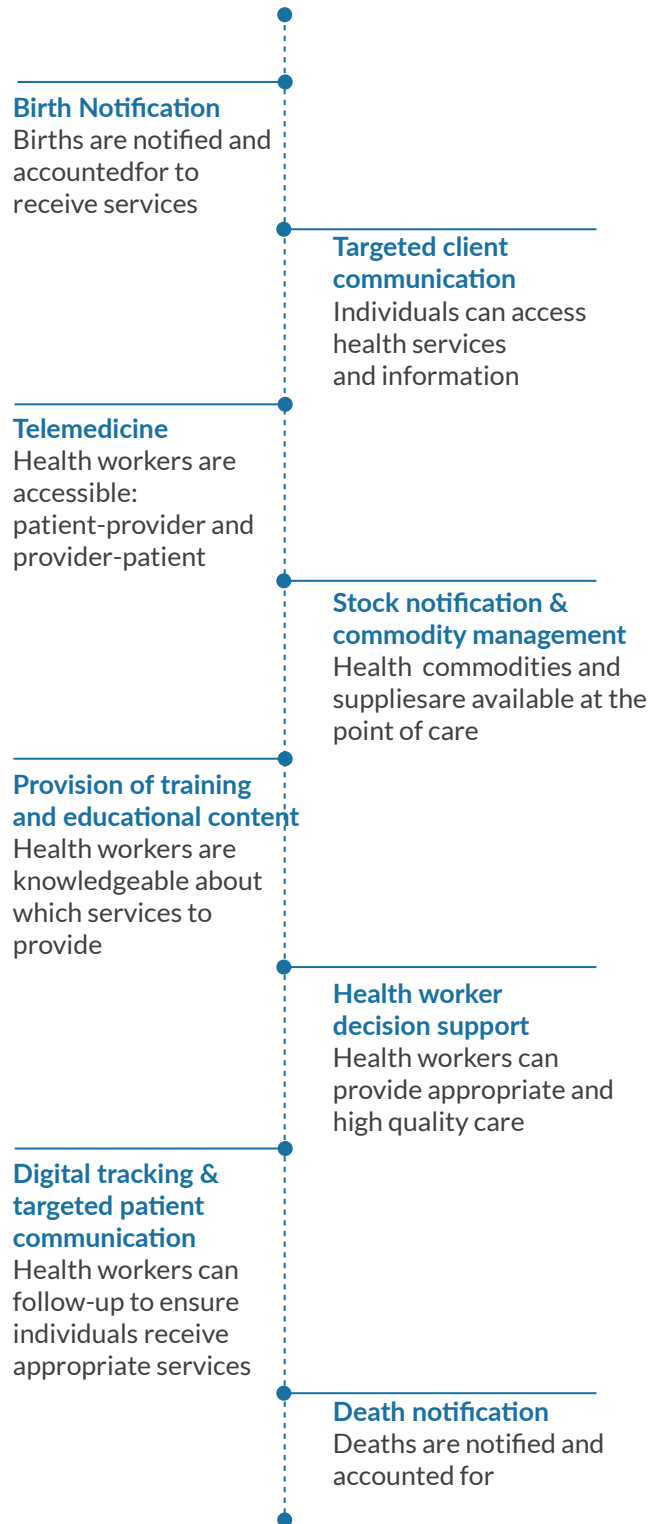 Birth Notification
Births are notified and
accountedfor to
receive services
Targeted client
communication
Individuals can access
health services
and information
Telemedicine
Health workers are
accessible:
patient-provider and
provider-patient
Stock notification &
commodity management
Health commodities and
suppliesare available at the
point of care
Provision of training
and educational content
Health workers are
knowledgeable about
which services to
provide
Health worker
decision support
Health workers can
provide appropriate and
high quality care
Digital tracking &
targeted patient
communication
Health workers can
follow-up to ensure
individuals receive
appropriate services
Death notification
Deaths are notified and
accounted for